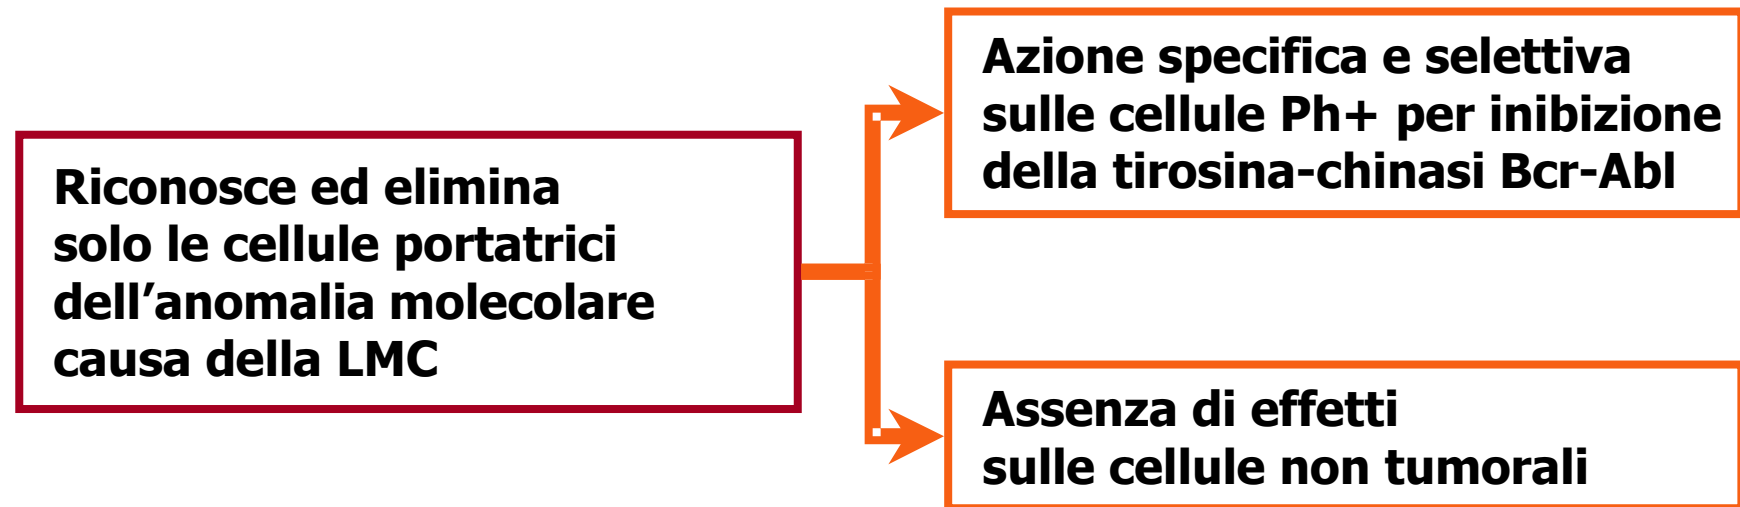 Riconosce ed elimina
solo le cellule portatrici
dell’anomalia molecolare
causa della LMC
Azione specifica e selettiva
sulle cellule Ph+ per inibizione
della tirosina-chinasi Bcr-Abl
Assenza di effetti
sulle cellule non tumorali